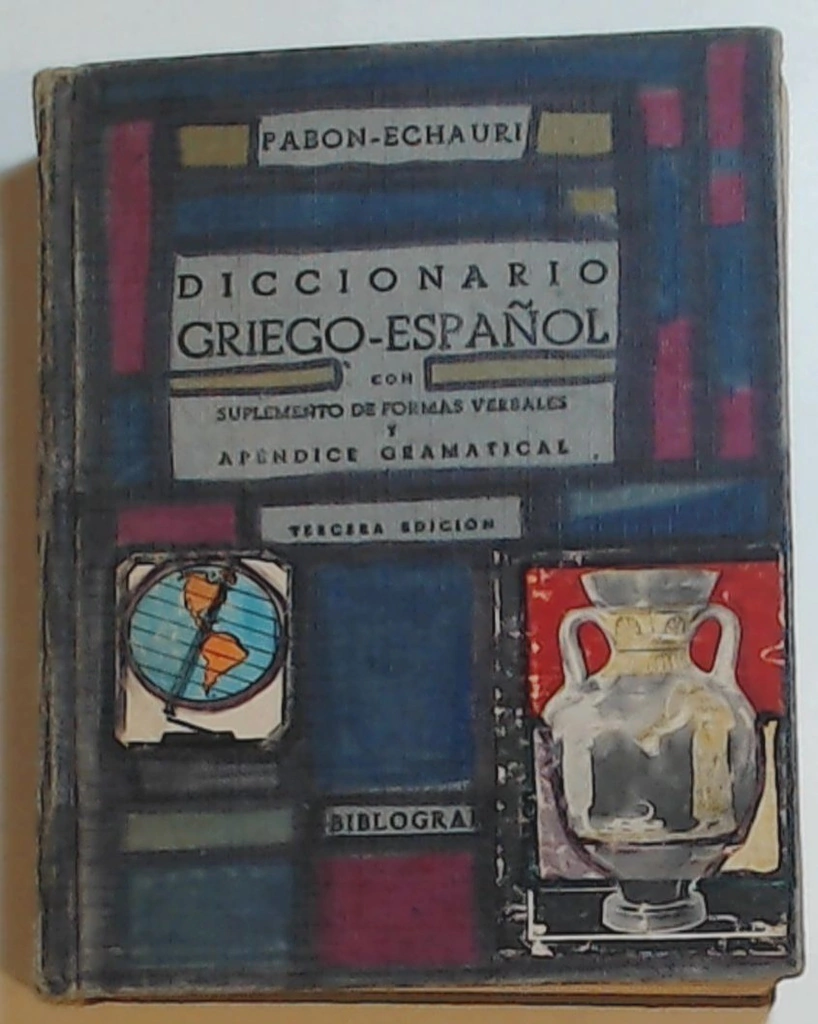 PABON-ECHAURI
DICCIONARIO
GRIEGO-ESPAÑOL
CON
SUPLEMENTO DE FORMAS VERBALES
Y
APÉNDICE GRAMATICAL
TERCERA EDICIÓN
BIBLOGRAF